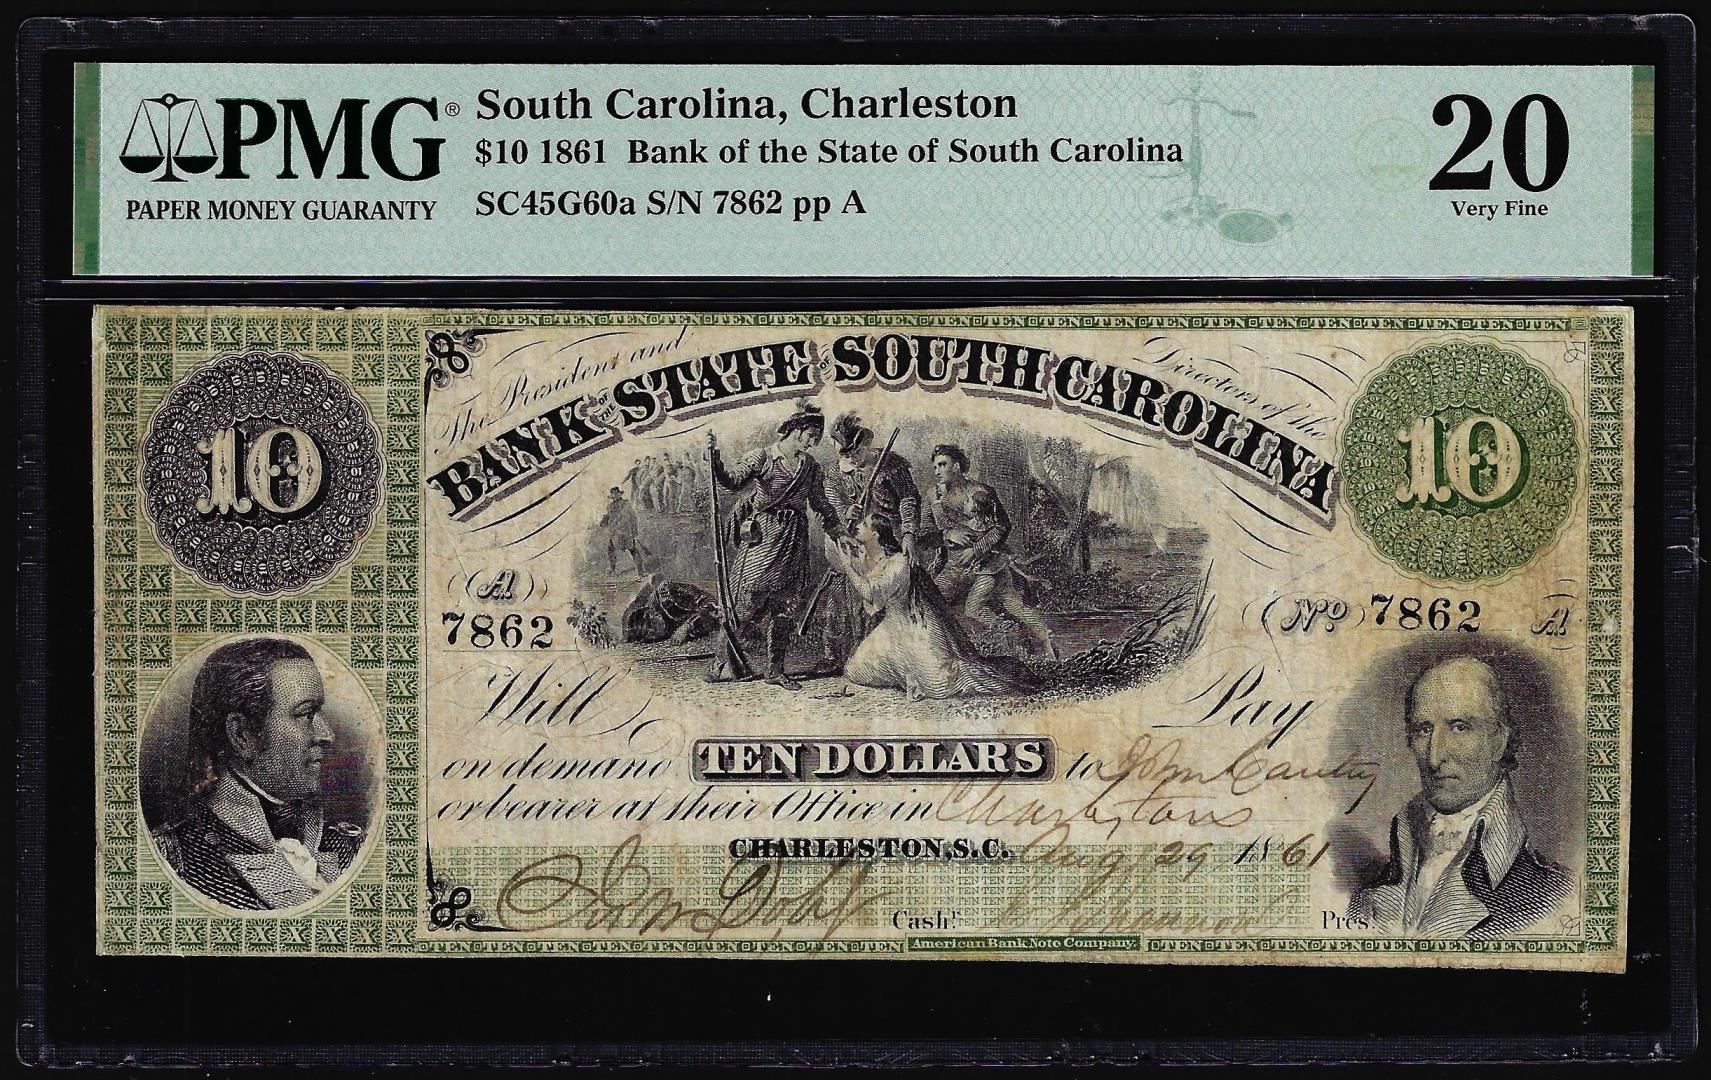 PMG®
PAPER MONEY GUARANTY
South Carolina, Charleston
$10 1861 Bank of the State of South Carolina
SC45G60a S/N 7862 pp A
20
Very Fine
The President and Directors of the
BANK OF THE STATE OF SOUTH CAROLINA
10
10
A
7862
No 7862 A
Will Pay
on demand TEN DOLLARS to John
or bearer at their Office in Charleston
CHARLESTON, S.C. Aug 29 1861
Cash.r Pres.t
American Bank Note Company.